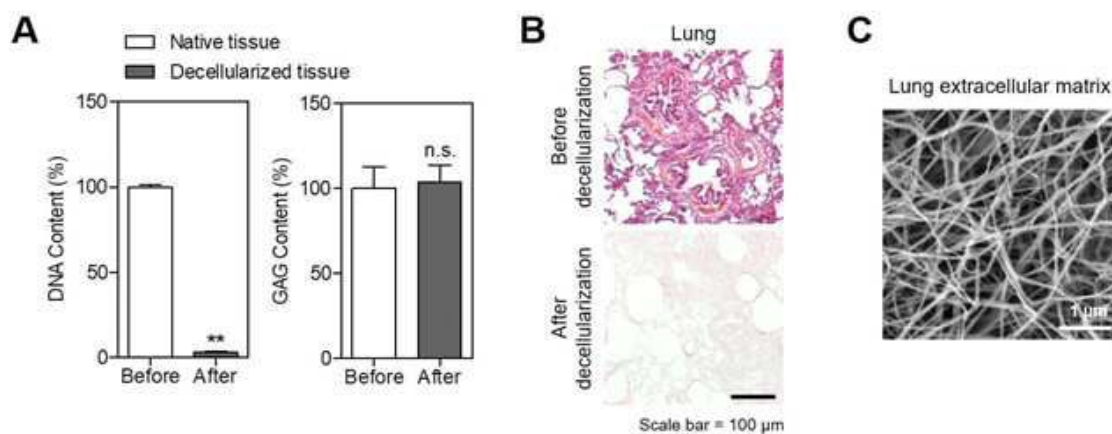 A
Native tissue
Decellularized tissue
DNA Content (%)
150
100
50
0
**
Before After
GAG Content (%)
150
100
50
0
n.s.
Before After
B
Lung
Before
decellularization
After
decellularization
Scale bar = 100 μm
C
Lung extracellular matrix
1 μm